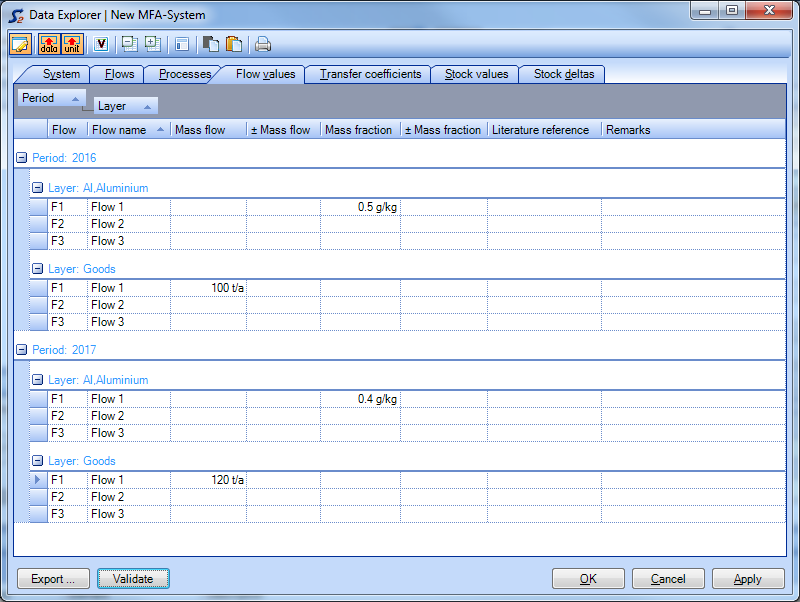 Data Explorer | New MFA-System
data unit V
System Flows Processes Flow values Transfer coefficients Stock values Stock deltas
Period
Layer
Flow Flow name Mass flow ± Mass flow Mass fraction ± Mass fraction Literature reference Remarks
Period: 2016
Layer: Al,Aluminium
F1 Flow 1 0.5 g/kg
F2 Flow 2
F3 Flow 3
Layer: Goods
F1 Flow 1 100 t/a
F2 Flow 2
F3 Flow 3
Period: 2017
Layer: Al,Aluminium
F1 Flow 1 0.4 g/kg
F2 Flow 2
F3 Flow 3
Layer: Goods
F1 Flow 1 120 t/a
F2 Flow 2
F3 Flow 3
Export ... Validate OK Cancel Apply